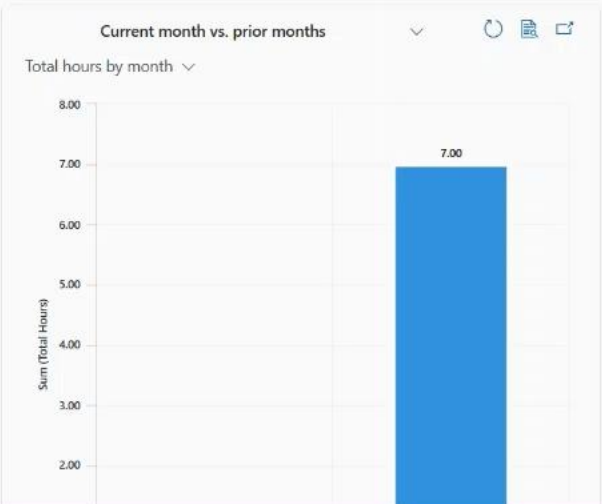 Current month vs. prior months
Total hours by month
8.00
7.00
7.00
6.00
5.00
Sum (Total Hours)
4.00
3.00
2.00